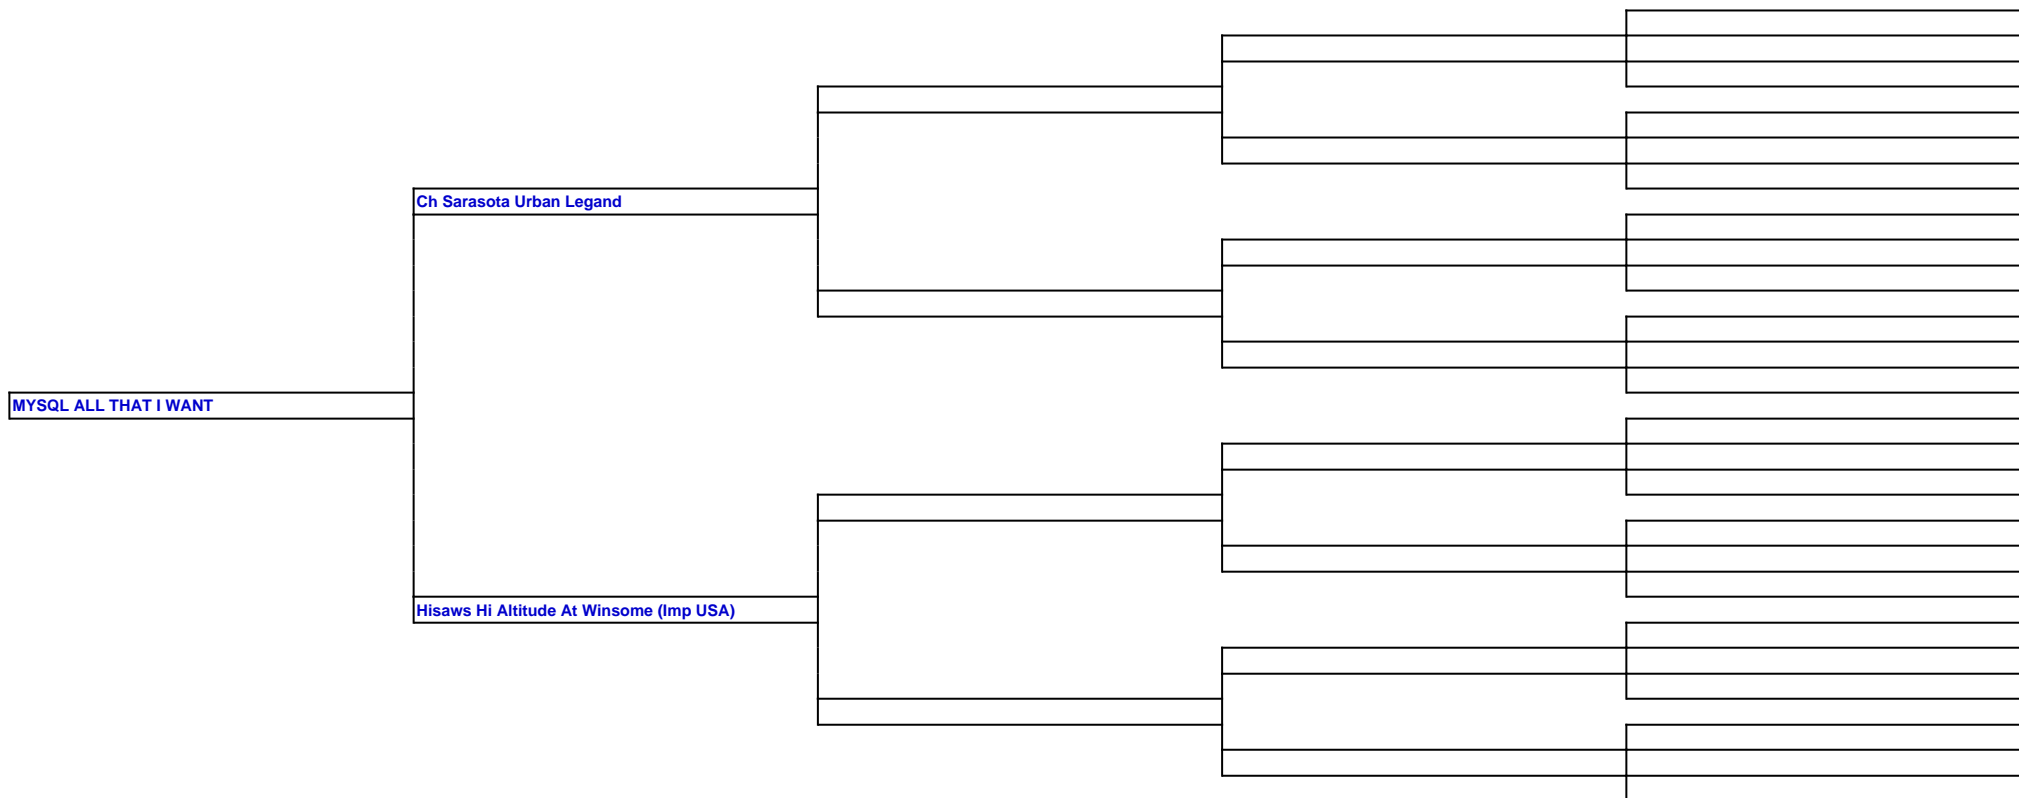 Ch Sarasota Urban Legand
MYSQL ALL THAT I WANT
Hisaws Hi Altitude At Winsome (Imp USA)